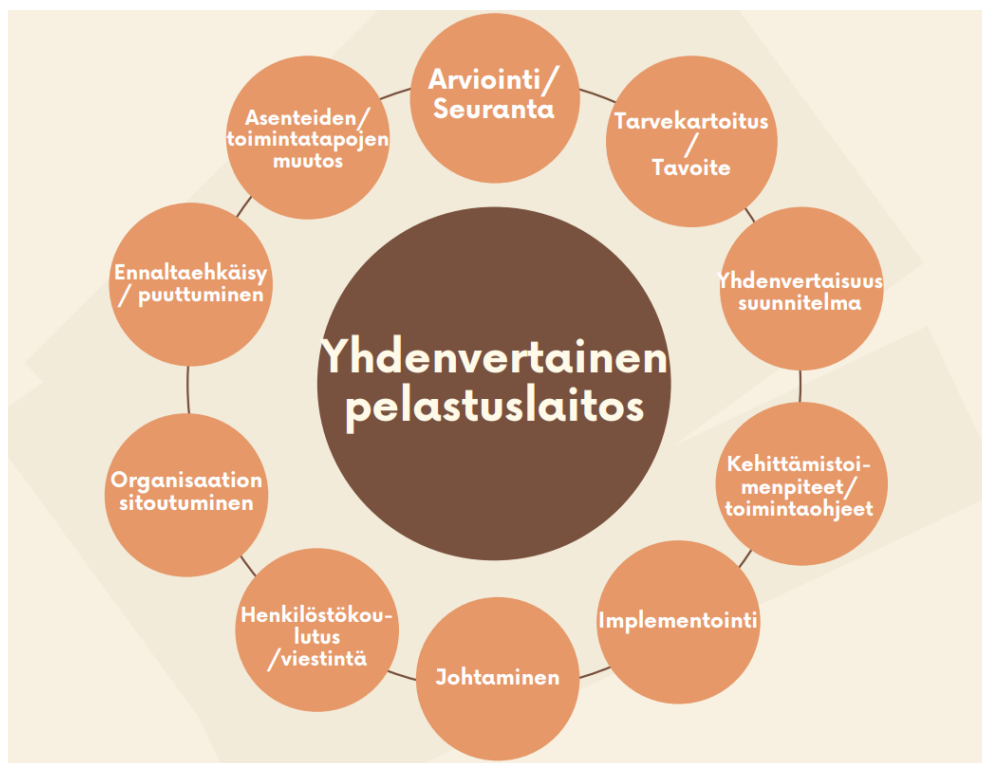 Arviointi/
Seuranta
Tarvekartoitus
/
Tavoite
Yhdenvertaisuus
suunnitelma
Kehittämistoi-
menpiteet/
toimintaohjeet
Implementointi
Johtaminen
Henkilöstökou-
lutus
/viestintä
Organisaation
sitoutuminen
Ennaltaehkäisy
/ puuttuminen
Asenteiden/
toimintatapojen
muutos
Yhdenvertainen
pelastuslaitos